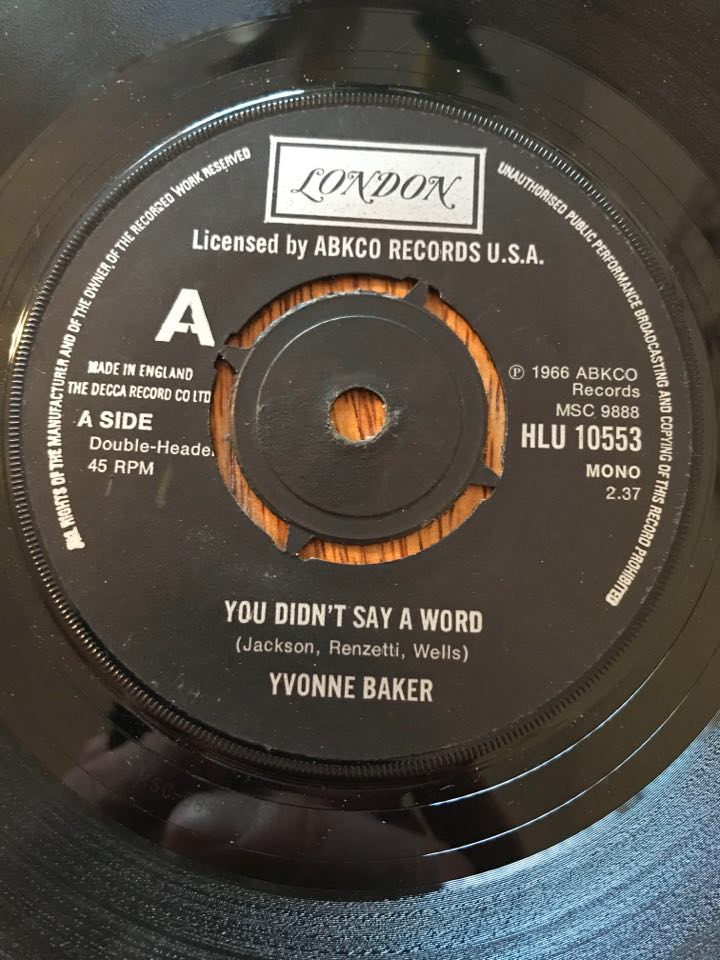 LONDON
Licensed by ABKCO RECORDS U.S.A.
A
MADE IN ENGLAND
THE DECCA RECORD CO LTD
A SIDE
Double-Heade
45 RPM
℗ 1966 ABKCO
Records
MSC 9888
HLU 10553
MONO
2.37
YOU DIDN'T SAY A WORD
(Jackson, Renzetti, Wells)
YVONNE BAKER
ALL RIGHTS OF THE MANUFACTURER AND OF THE OWNER OF THE RECORDED WORK RESERVED
UNAUTHORISED PUBLIC PERFORMANCE BROADCASTING AND COPYING OF THIS RECORD PROHIBITED